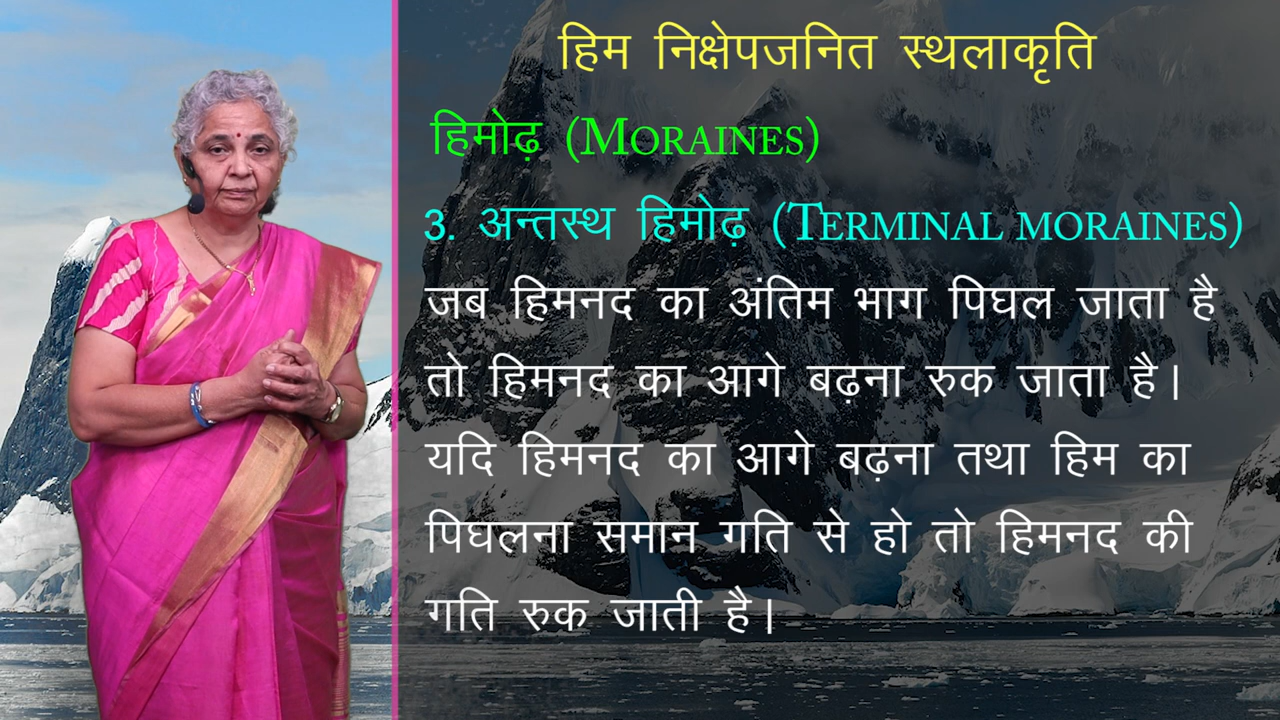 हिम निक्षेपजनित स्थलाकृति
हिमोढ़ (MORAINES)
3. अन्तस्थ हिमोढ़ (TERMINAL MORAINES)
जब हिमनद का अंतिम भाग पिघल जाता है
तो हिमनद का आगे बढ़ना रुक जाता है।
यदि हिमनद का आगे बढ़ना तथा हिम का
पिघलना समान गति से हो तो हिमनद की
गति रुक जाती है।